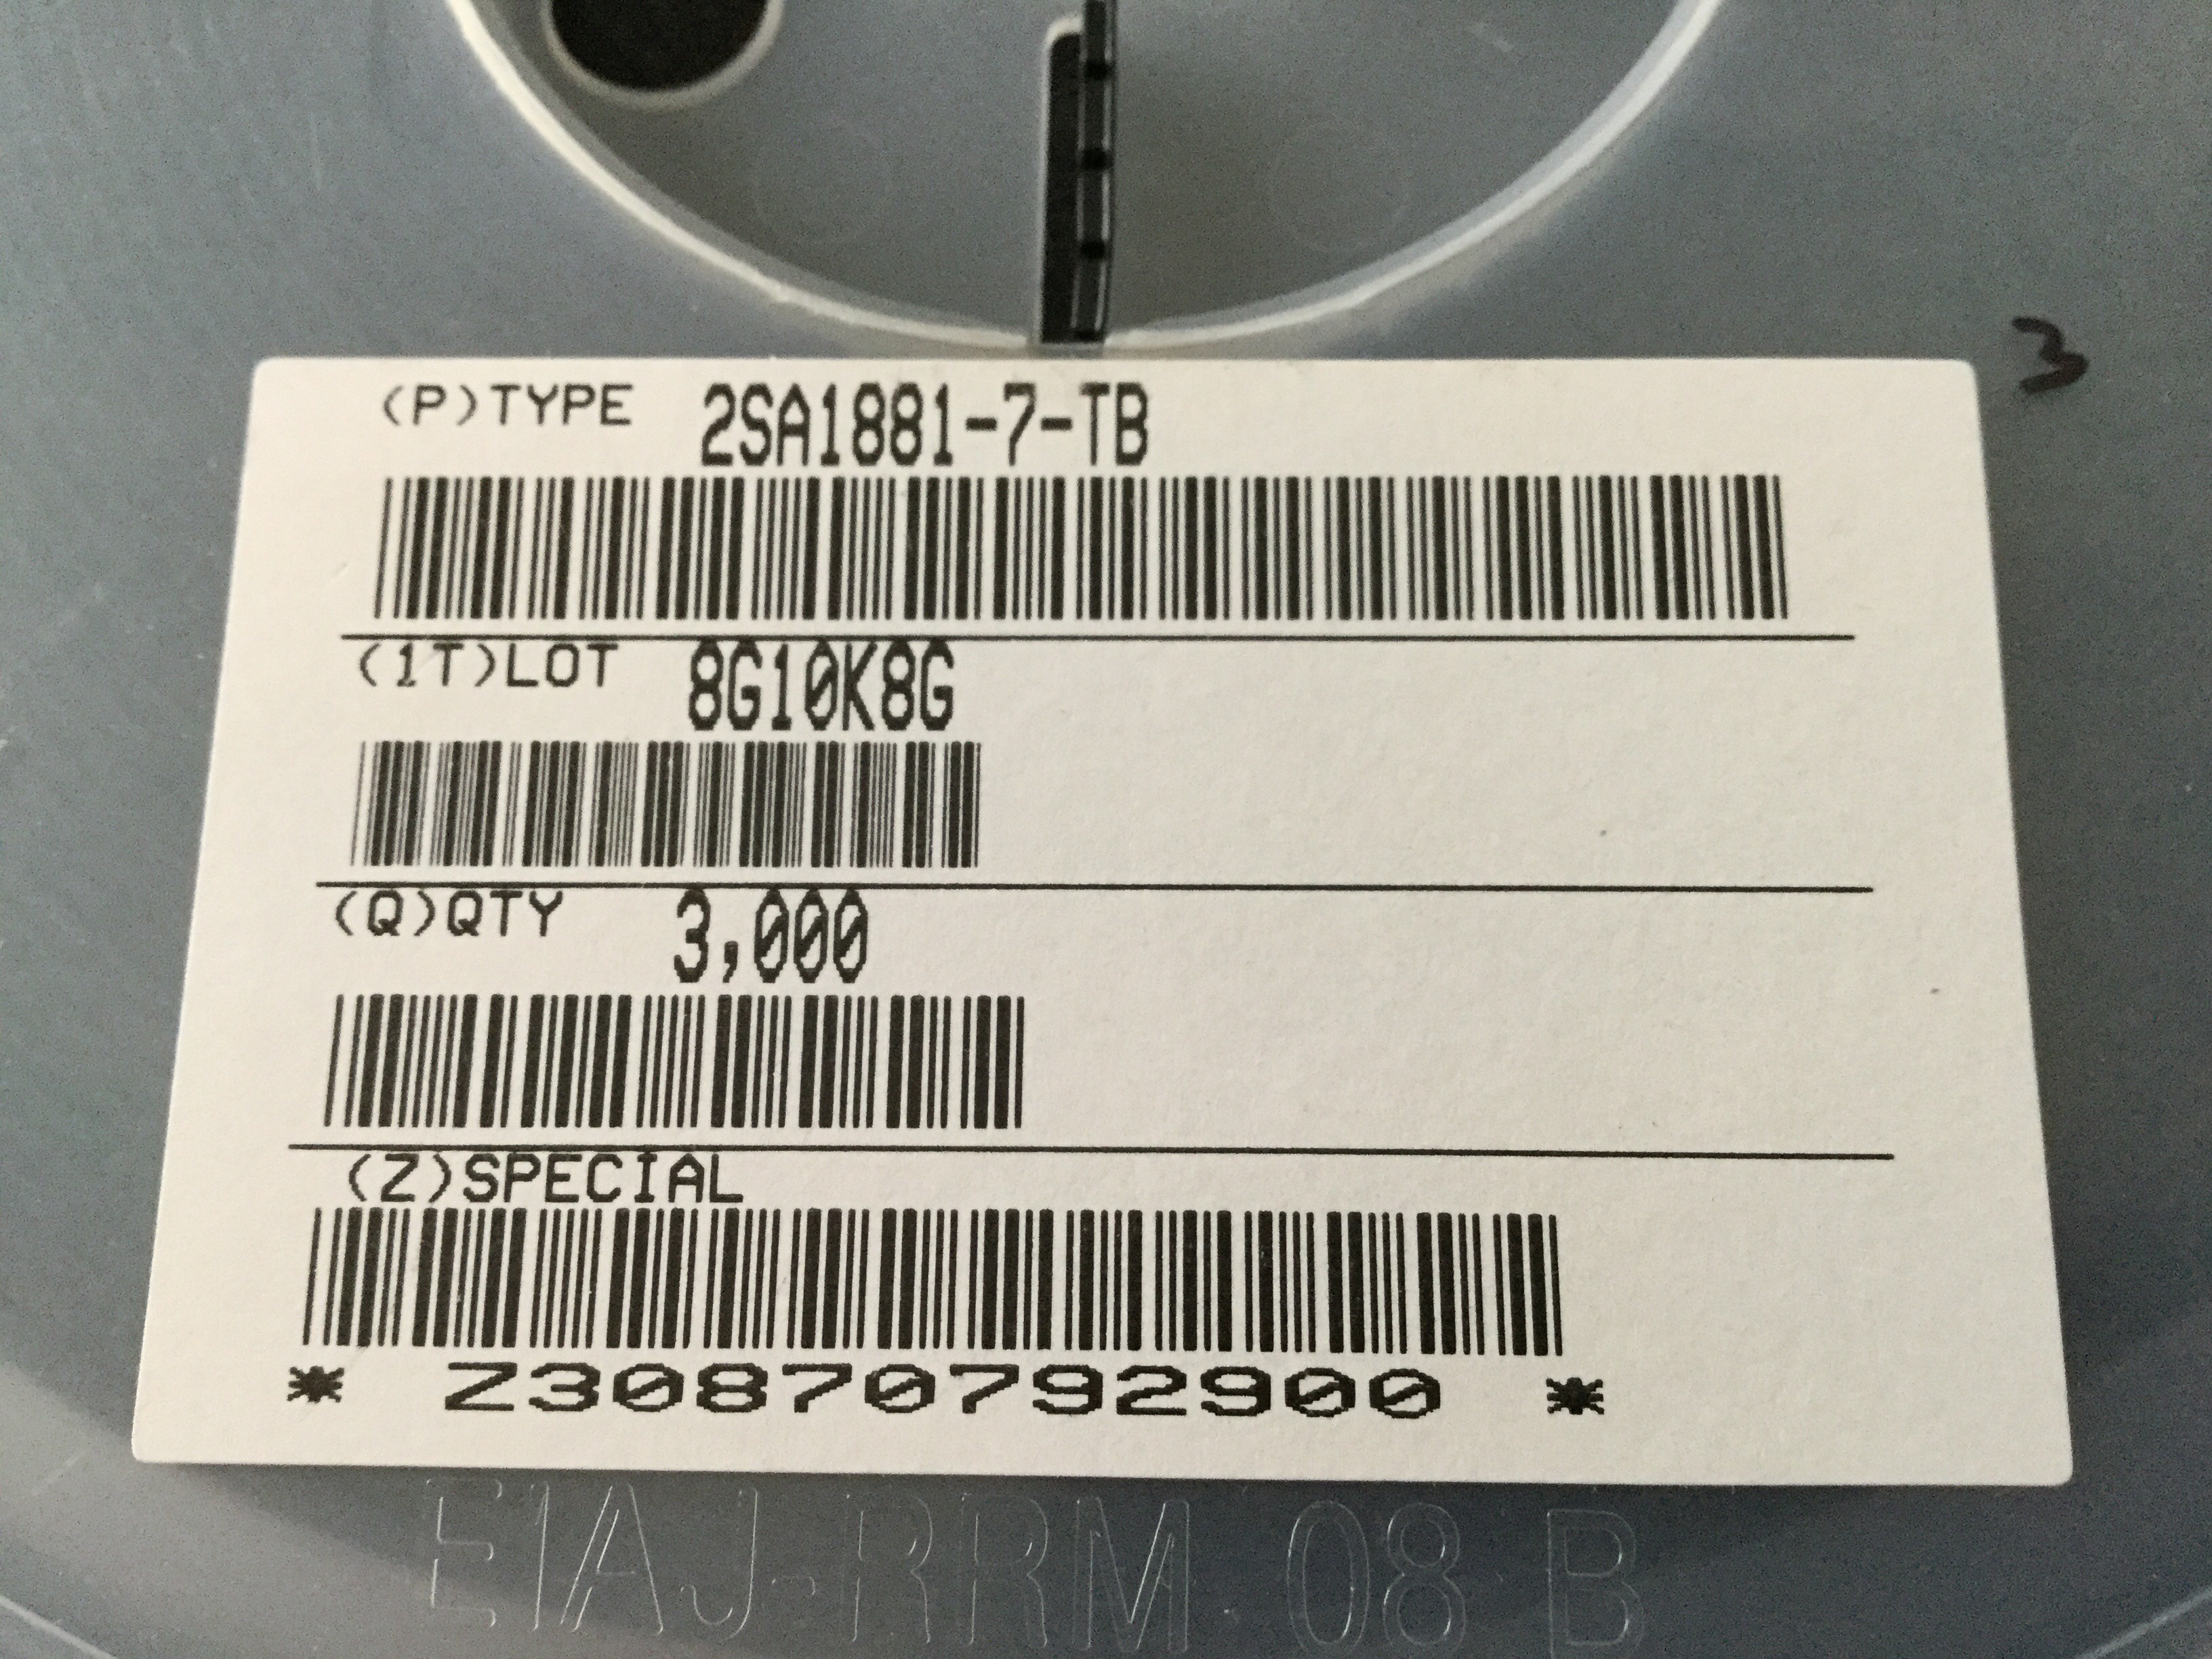 3
(P)TYPE 2SA1881-7-TB
(1T)LOT 8G10K8G
(Q)QTY 3,000
(Z)SPECIAL
* Z30870792900 *
EIAJ-RRM 08 B